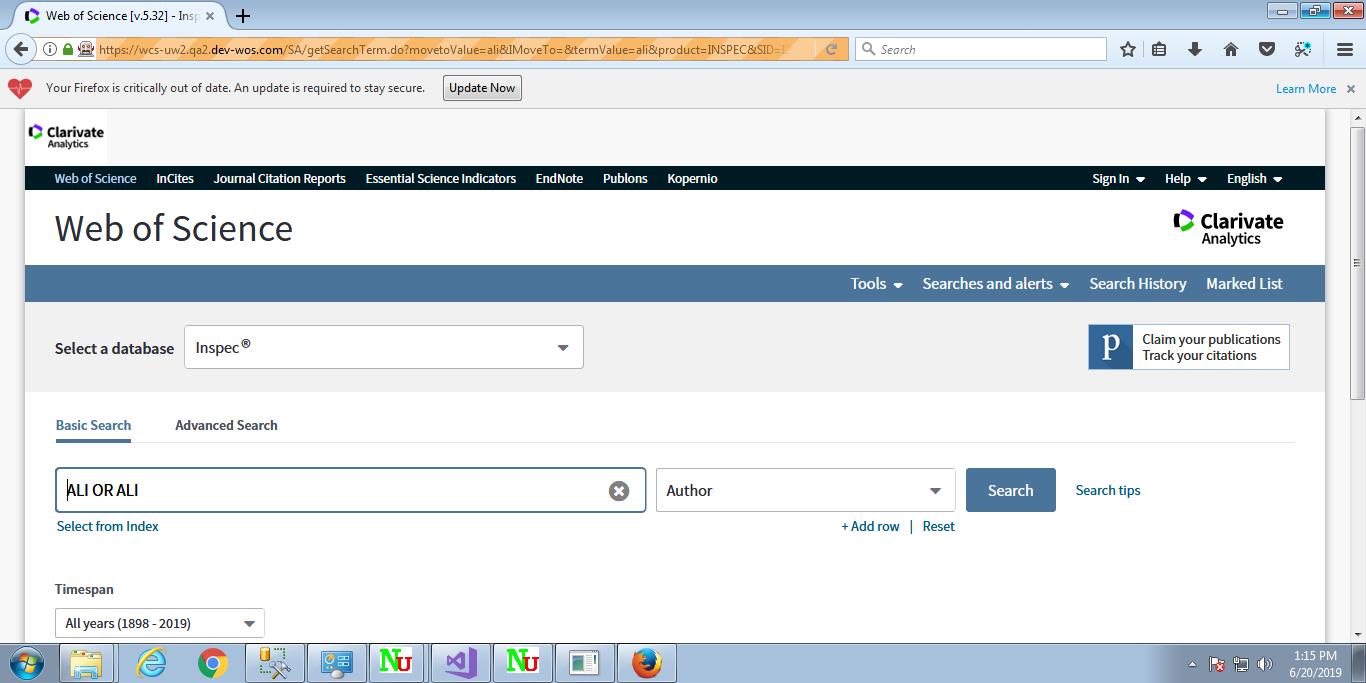 Web of Science [v.5.32] - Insp
https://wcs-uw2.qa2.dev-wos.com/SA/getSearchTerm.do?movetoValue=ali&IMoveTo=&termValue=ali&product=INSPEC&SID=
Search
Your Firefox is critically out of date. An update is required to stay secure.
Update Now
Learn More
Clarivate
Analytics
Web of Science InCites Journal Citation Reports Essential Science Indicators EndNote Publons Kopernio
Sign In Help English
Web of Science
Clarivate
Analytics
Tools Searches and alerts Search History Marked List
Select a database Inspec®
p
Claim your publications
Track your citations
Basic Search Advanced Search
ALI OR ALI
Author
Search
Search tips
Select from Index
+ Add row | Reset
Timespan
All years (1898 - 2019)
NU
NU
1:15 PM
6/20/2019